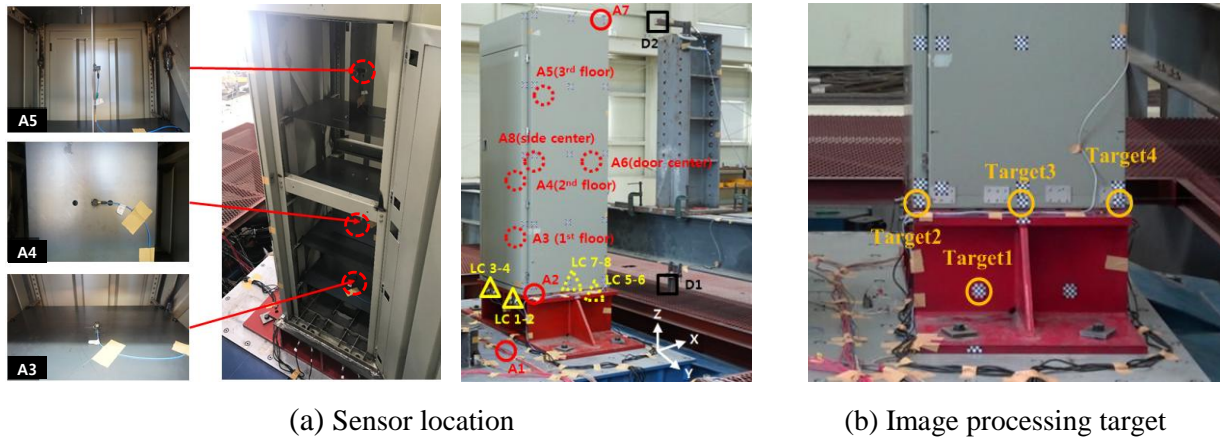 A5
A4
A3
A7
D2
A5(3rd floor)
A8(side center)
A6(door center)
A4(2nd floor)
A3 (1st floor)
LC 3-4
LC 7-8
A2
LC 5-6
D1
LC 1-2
Z
X
Y
A1
Target3
Target4
Target2
Target1
(a) Sensor location
(b) Image processing target